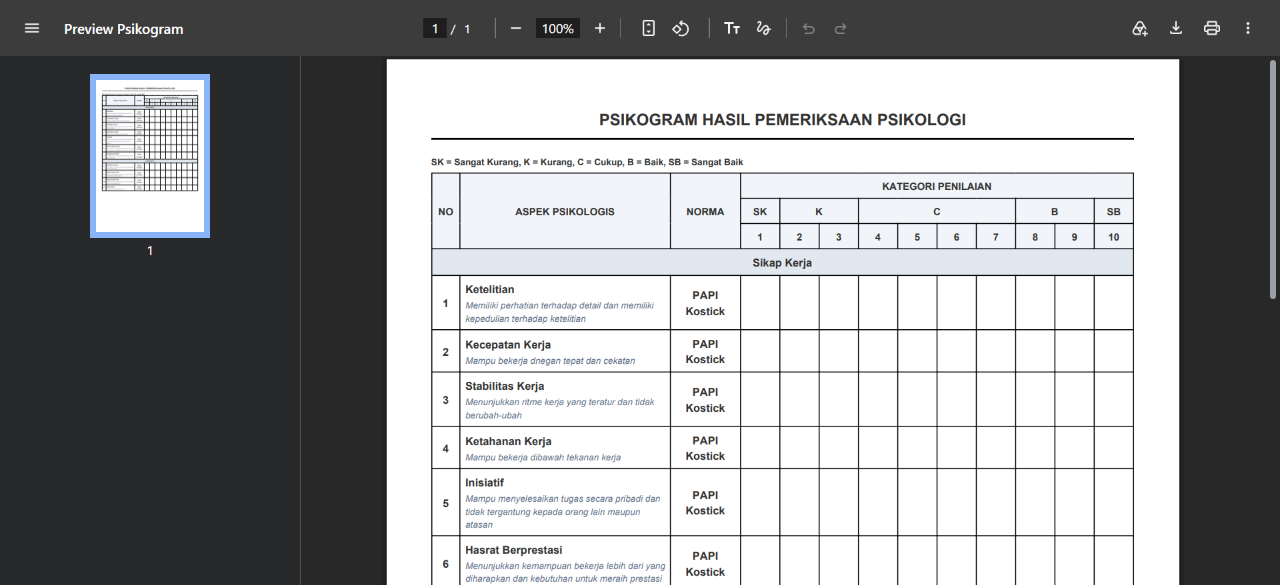 Preview Psikogram
1 / 1
100%
1
PSIKOGRAM HASIL PEMERIKSAAN PSIKOLOGI
SK = Sangat Kurang, K = Kurang, C = Cukup, B = Baik, SB = Sangat Baik
NO ASPEK PSIKOLOGIS NORMA KATEGORI PENILAIAN
SK K C B SB
1 2 3 4 5 6 7 8 9 10
Sikap Kerja
1 Ketelitian PAPI Kostick
Memiliki perhatian terhadap detail dan memiliki
kepedulian terhadap ketelitian
2 Kecepatan Kerja PAPI Kostick
Mampu bekerja dnegan tepat dan cekatan
3 Stabilitas Kerja PAPI Kostick
Menunjukkan ritme kerja yang teratur dan tidak
berubah-ubah
4 Ketahanan Kerja PAPI Kostick
Mampu bekerja dibawah tekanan kerja
5 Inisiatif PAPI Kostick
Mampu menyelesaikan tugas secara pribadi dan
tidak tergantung kepada orang lain maupun
atasan
6 Hasrat Berprestasi PAPI Kostick
Menunjukkan kemampuan bekerja lebih dari yang
diharapkan dan kebutuhan untuk meraih prestasi